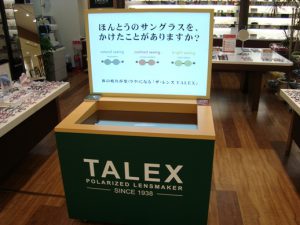 ほんとうのサングラスを、
かけたことがありますか？
natural seeing
comfort seeing
bright seeing
TALEX
POLARIZED LENSMAKER
SINCE 1938